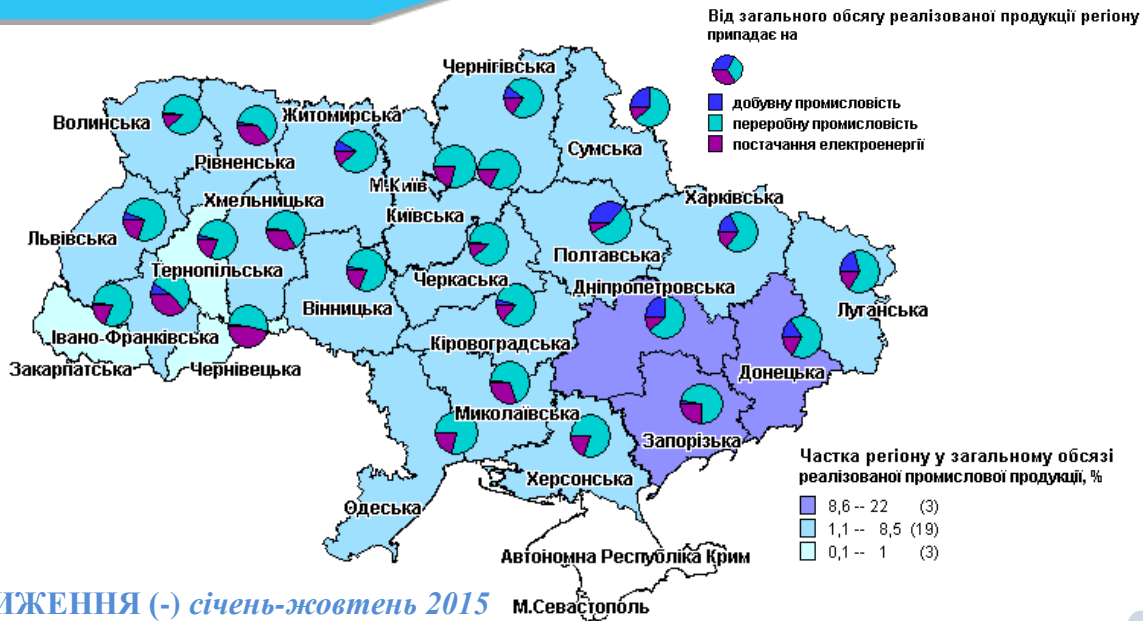 Від загального обсягу реалізованої продукції регіону
припадає на
добувну промисловість
переробну промисловість
постачання електроенергії
Чернігівська
Волинська
Житомирська
Рівненська
Сумська
М.Київ
Хмельницька
Харківська
Київська
Львівська
Полтавська
Тернопільська
Черкаська
Дніпропетровська
Вінницька
Луганська
Івано-Франківська
Кіровоградська
Закарпатська
Чернівецька
Донецька
Миколаївська
Запорізька
Херсонська
Одеська
Автономна Республіка Крим
М.Севастополь
Частка регіону у загальному обсязі
реалізованої промислової продукції, %
8,6 -- 22 (3)
1,1 -- 8,5 (19)
0,1 -- 1 (3)
ИЖЕННЯ (-) січень-жовтень 2015